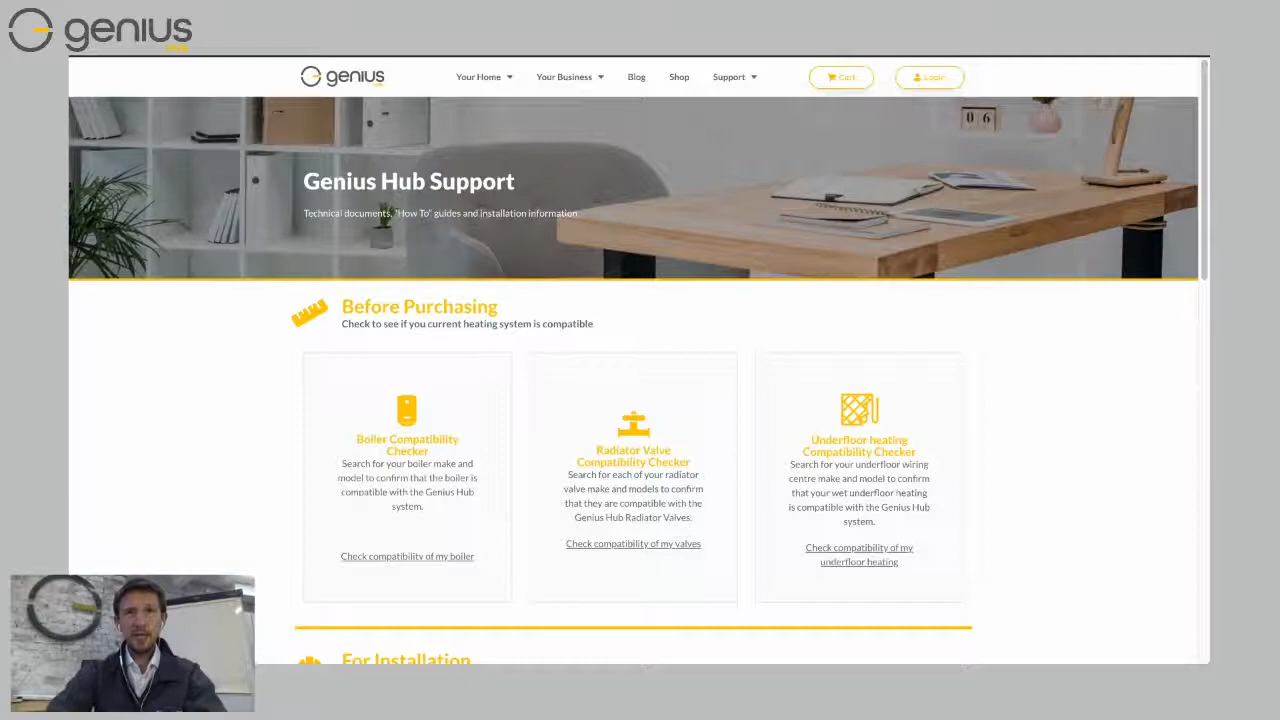 genius
HUB
genius
HUB
Your Home
Your Business
Blog
Shop
Support
Cart
Login
06
Genius Hub Support
Technical documents, "How To" guides and installation information
Before Purchasing
Check to see if you current heating system is compatible
Boiler Compatibility
Checker
Search for your boiler make and
model to confirm that the boiler is
compatible with the Genius Hub
system.
Check compatibility of my boiler
Radiator Valve
Compatibility Checker
Search for each of your radiator
valve make and models to confirm
that they are compatible with the
Genius Hub Radiator Valves.
Check compatibility of my valves
Underfloor heating
Compatibility Checker
Search for your underfloor wiring
centre make and model to confirm
that your wet underfloor heating
is compatible with the Genius Hub
system.
Check compatibility of my
underfloor heating
For Installation